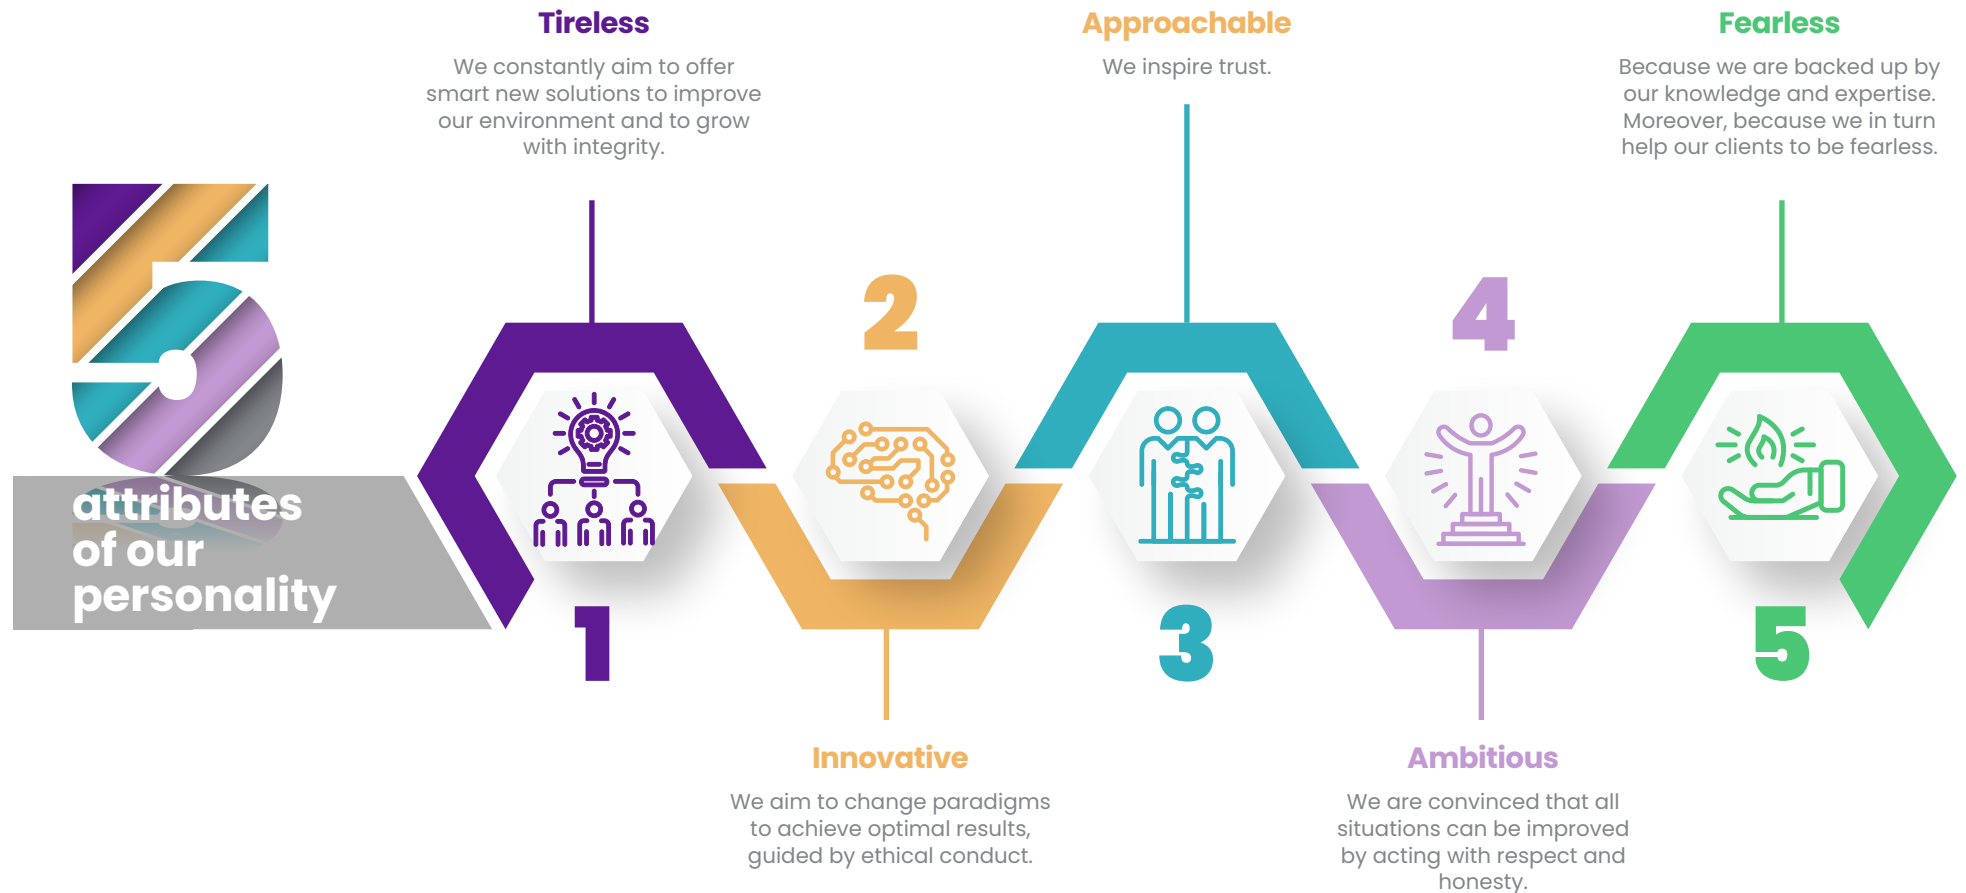 5
attributes
of our
personality
Tireless
We constantly aim to offer
smart new solutions to improve
our environment and to grow
with integrity.
1
2
Innovative
We aim to change paradigms
to achieve optimal results,
guided by ethical conduct.
Approachable
We inspire trust.
3
4
Ambitious
We are convinced that all
situations can be improved
by acting with respect and
honesty.
Fearless
Because we are backed up by
our knowledge and expertise.
Moreover, because we in turn
help our clients to be fearless.
5